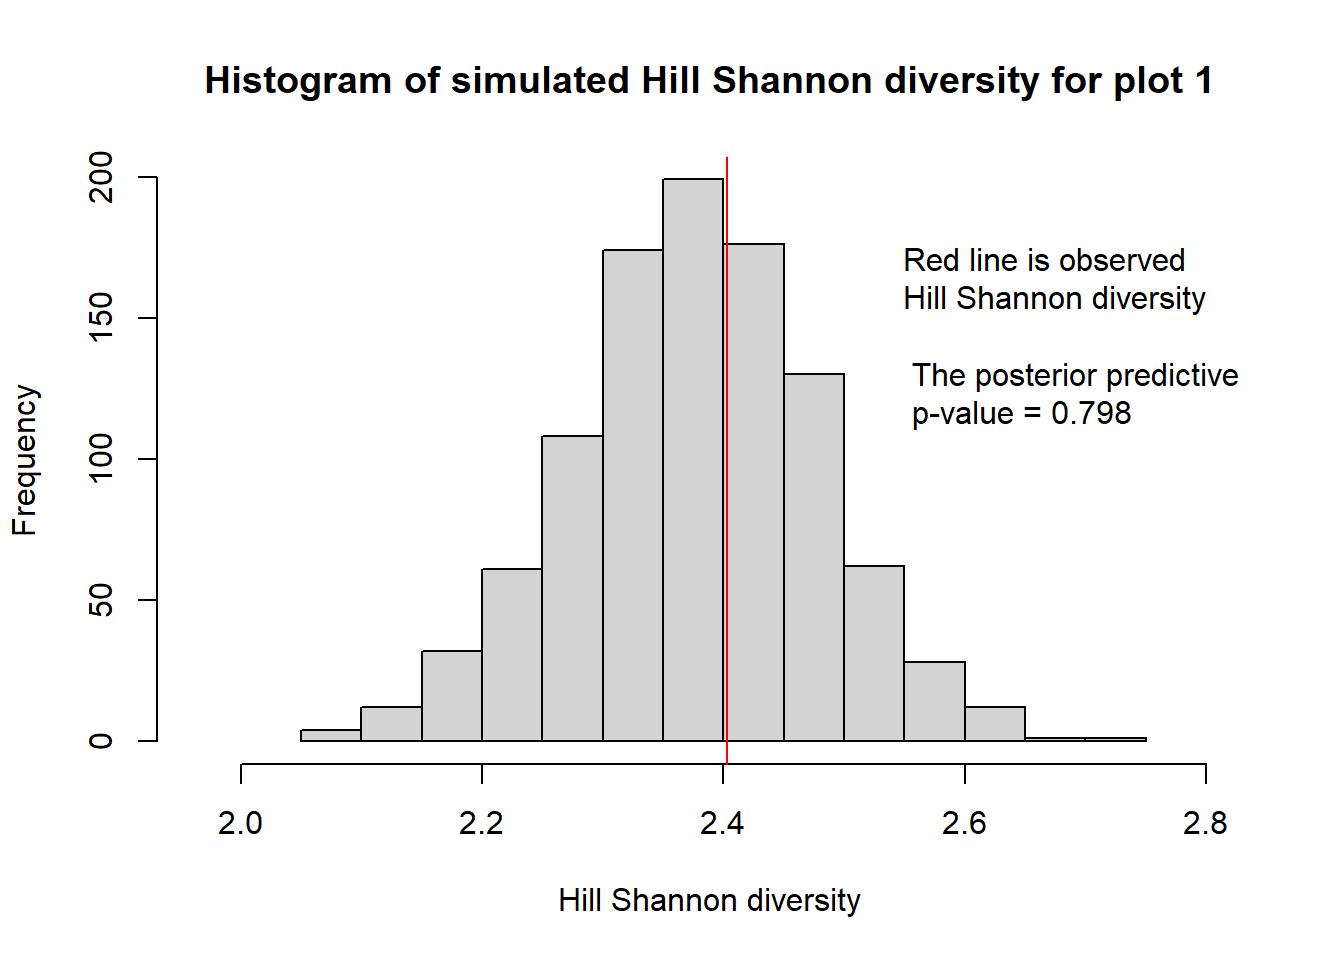 Histogram of simulated Hill Shannon diversity for plot 1
Red line is observed
Hill Shannon diversity
The posterior predictive
p-value = 0.798
Frequency
200
150
100
50
0
2.0 2.2 2.4 2.6 2.8
Hill Shannon diversity